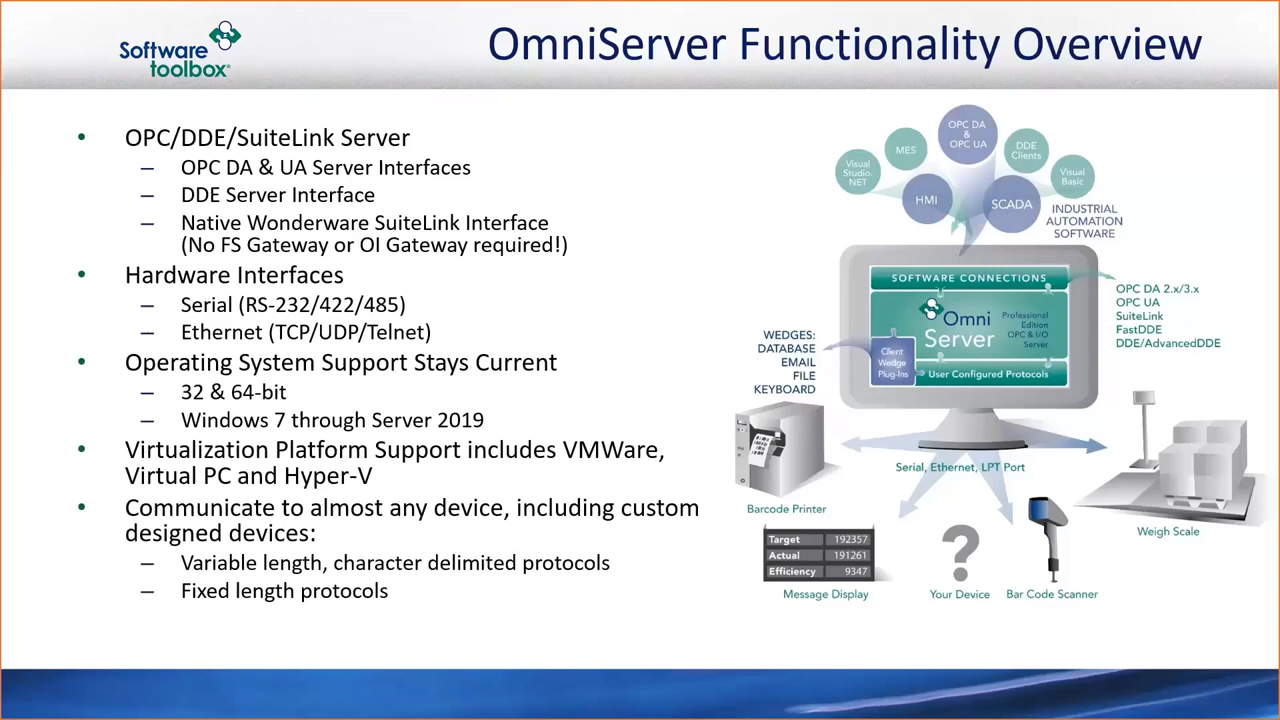 Software
toolbox®
OmniServer Functionality Overview
• OPC/DDE/SuiteLink Server
– OPC DA & UA Server Interfaces
– DDE Server Interface
– Native Wonderware SuiteLink Interface
(No FS Gateway or OI Gateway required!)
• Hardware Interfaces
– Serial (RS-232/422/485)
– Ethernet (TCP/UDP/Telnet)
• Operating System Support Stays Current
– 32 & 64-bit
– Windows 7 through Server 2019
• Virtualization Platform Support includes VMWare,
Virtual PC and Hyper-V
• Communicate to almost any device, including custom
designed devices:
– Variable length, character delimited protocols
– Fixed length protocols
OPC DA
&
OPC UA
MES
DDE
Clients
Visual
Studio.
NET
Visual
Basic
HMI
SCADA
INDUSTRIAL
AUTOMATION
SOFTWARE
SOFTWARE CONNECTIONS
Omni
Server
Professional
Edition
OPC & I/O
Server
Client
Wedge
Plug-Ins
User Configured Protocols
OPC DA 2.x/3.x
OPC UA
SuiteLink
FastDDE
DDE/AdvancedDDE
WEDGES:
DATABASE
EMAIL
FILE
KEYBOARD
Serial, Ethernet, LPT Port
Barcode Printer
Weigh Scale
Target 192357
Actual 191261
Efficiency 9347
Message Display
?
Your Device
Bar Code Scanner